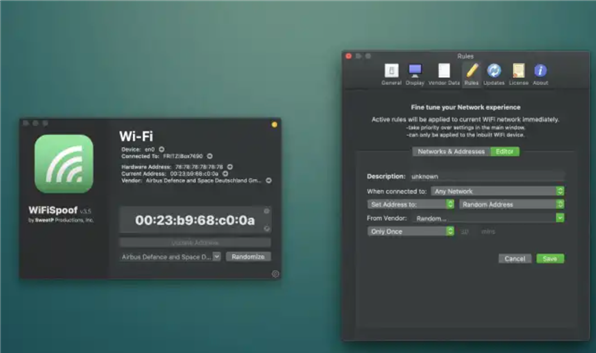 Wi-Fi
Device: en0
Connected To: FRITZ!Box7690
Hardware Address: 78:78:78:78:78:78
Current Address: 00:23:b9:68:c0:0a
Vendor: Airbus Defence and Space Deutschland Gm...
WiFiSpoof v3.5
by SweetP Productions, Inc.
00:23:b9:68:c0:0a
Update Address
Airbus Defence and Space D...
Randomize
Rules
General Display Vendor Data Rules Updates License About
Fine tune your Network experience
Active rules will be applied to current WiFi network immediately.
-take priority over settings in the main window.
-can only be applied to the inbuilt WiFi device.
Networks & Addresses Editor
Description: unknown
When connected to: Any Network
Set Address to: Random Address
From Vendor: Random...
Only Once 12 mins
Cancel Save